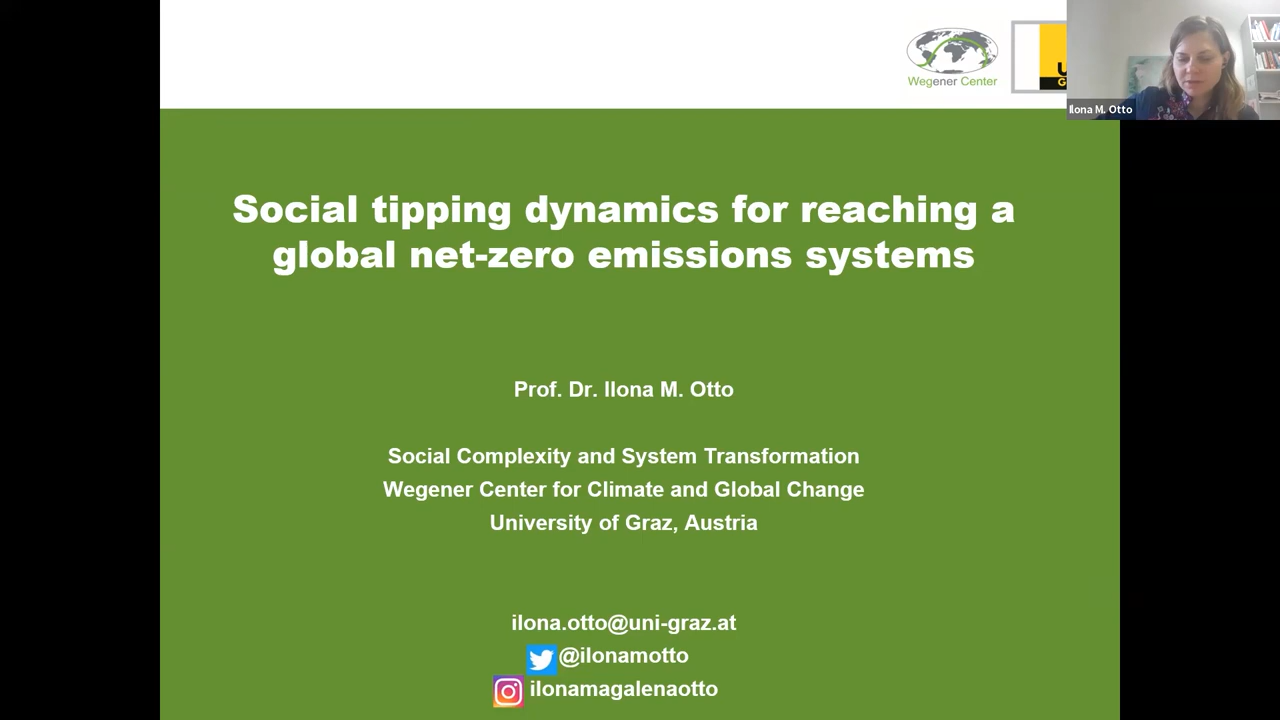 Wegener Center
Ilona M. Otto
Social tipping dynamics for reaching a
global net-zero emissions systems
Prof. Dr. Ilona M. Otto
Social Complexity and System Transformation
Wegener Center for Climate and Global Change
University of Graz, Austria
ilona.otto@uni-graz.at
@ilonamotto
ilonamagalenaotto